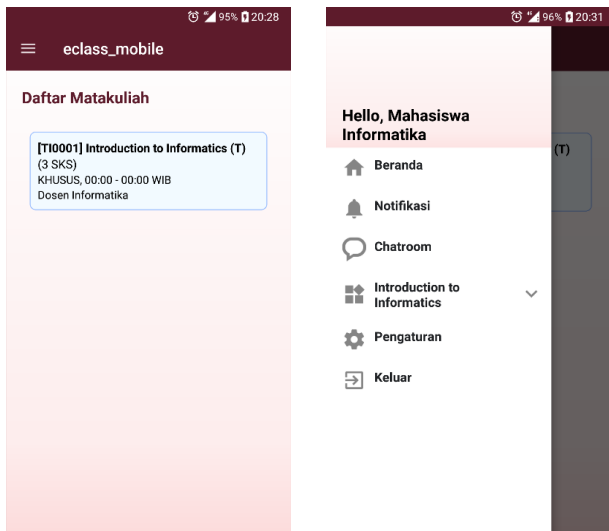 95% 20:28
eclass_mobile
Daftar Matakuliah
[TI0001] Introduction to Informatics (T)
(3 SKS)
KHUSUS, 00:00 - 00:00 WIB
Dosen Informatika
96% 20:31
Hello, Mahasiswa
Informatika
(T)
Beranda
Notifikasi
Chatroom
Introduction to
Informatics
Pengaturan
Keluar